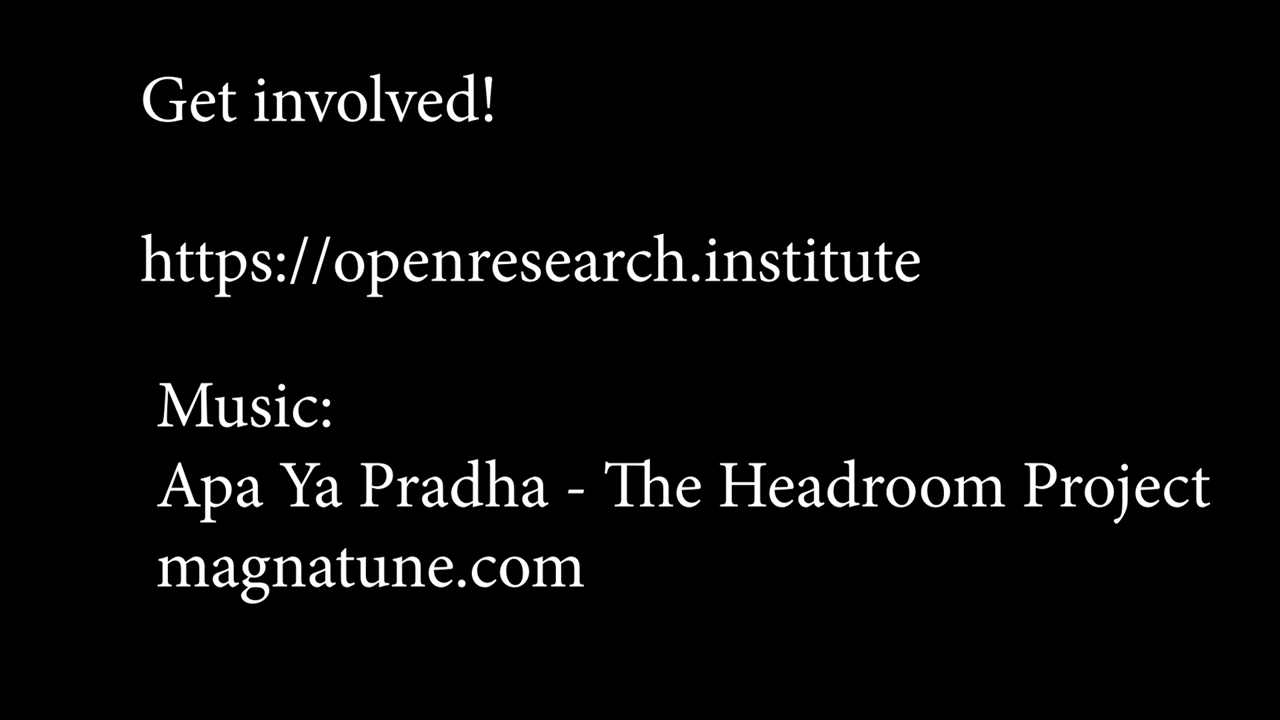 Get involved!
https://openresearch.institute
Music:
Apa Ya Pradha - The Headroom Project
magnatune.com